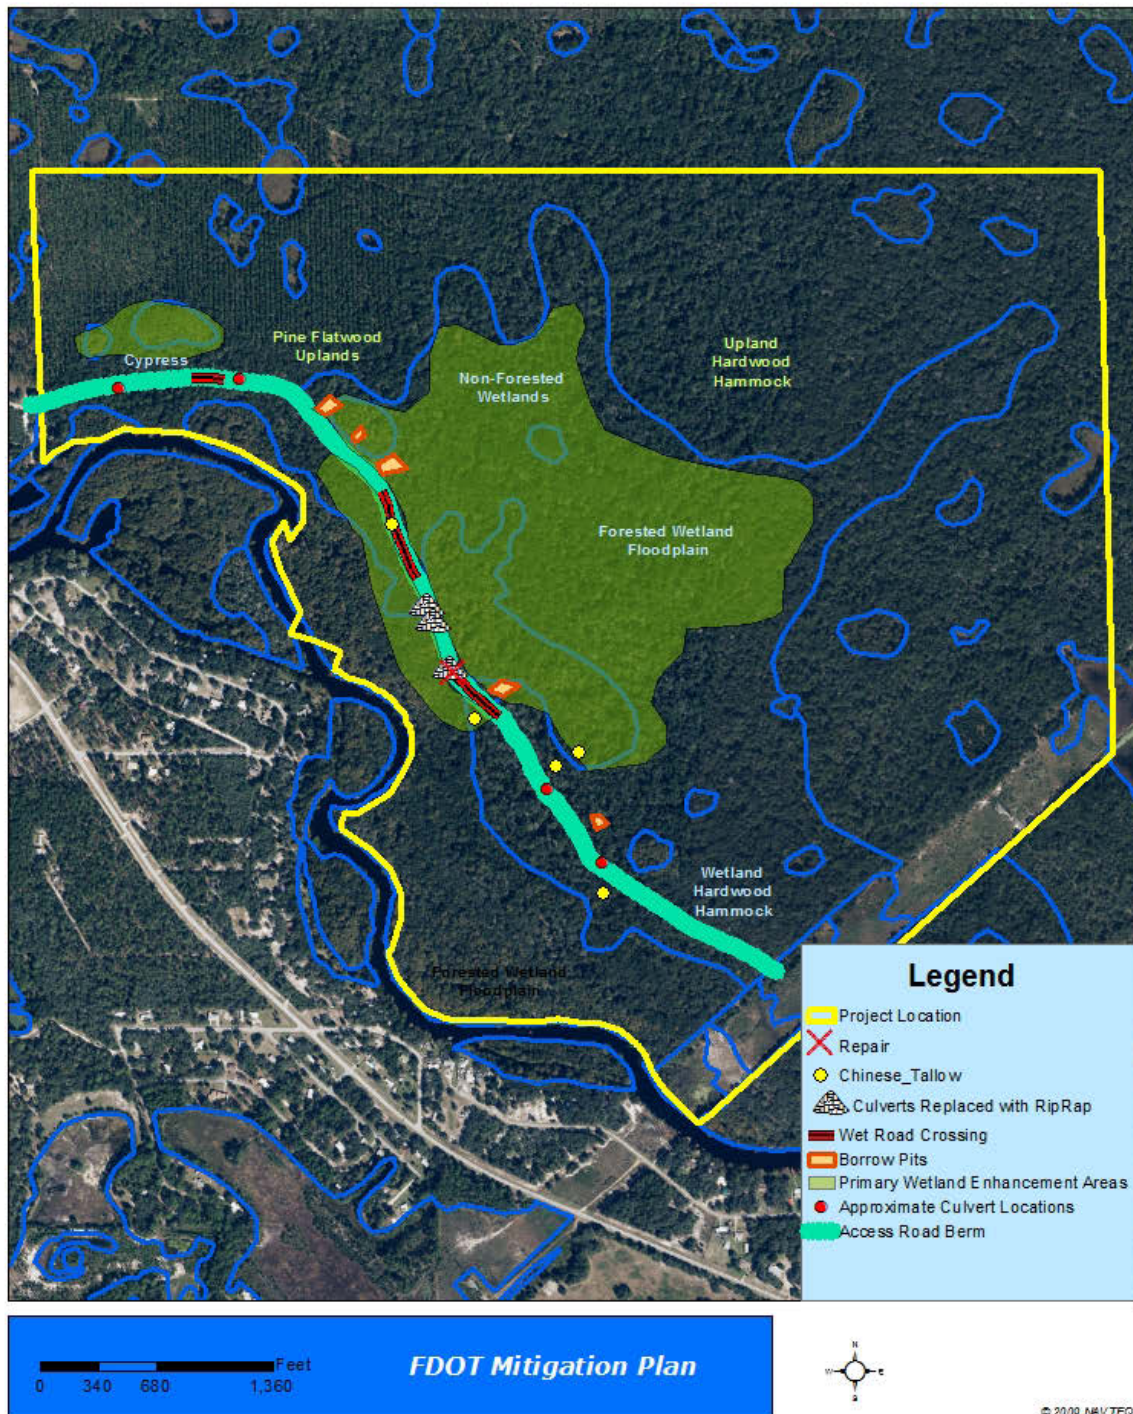 Pine Flatwood
Uplands
Cypress
Non-Forested
Wetlands
Upland
Hardwood
Hammock
Forested Wetland
Floodplain
Wetland
Hardwood
Hammock
Forested Wetland
Floodplain
Legend
Project Location
Repair
Chinese_Tallow
Culverts Replaced with RipRap
Wet Road Crossing
Borrow Pits
Primary Wetland Enhancement Areas
Approximate Culvert Locations
Access Road Berm
Feet
0 340 680 1,360
FDOT Mitigation Plan
N
W E
S
© 2009 NAVTEQ